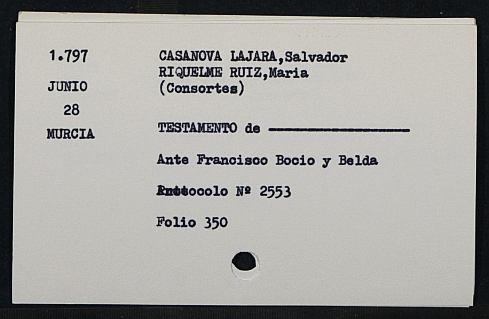 1.797
JUNIO
28
MURCIA
CASANOVA LAJARA,Salvador
RIQUELME RUIZ,Maria
(Consortes)
TESTAMENTO de ————————
Ante Francisco Bocio y Belda
Protocolo Nº 2553
Folio 350